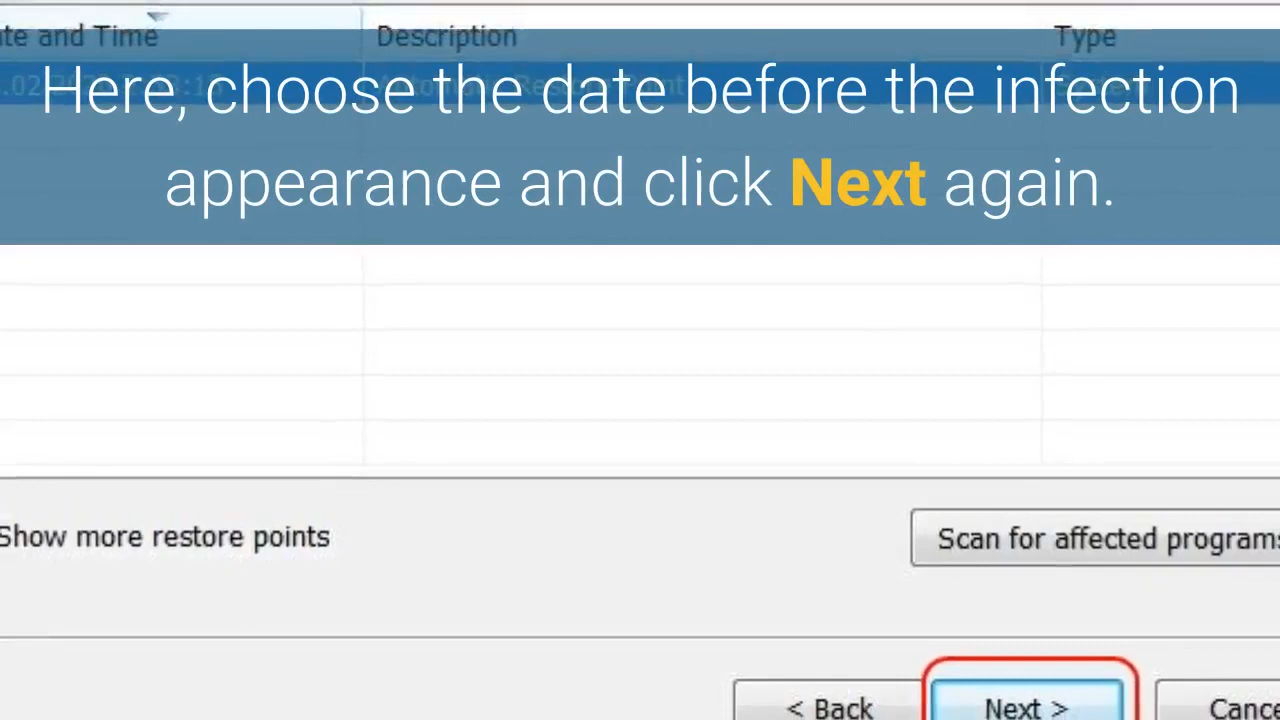 te and Time Description Type
Here, choose the date before the infection
appearance and click Next again.
Show more restore points Scan for affected programs
< Back Next > Cance